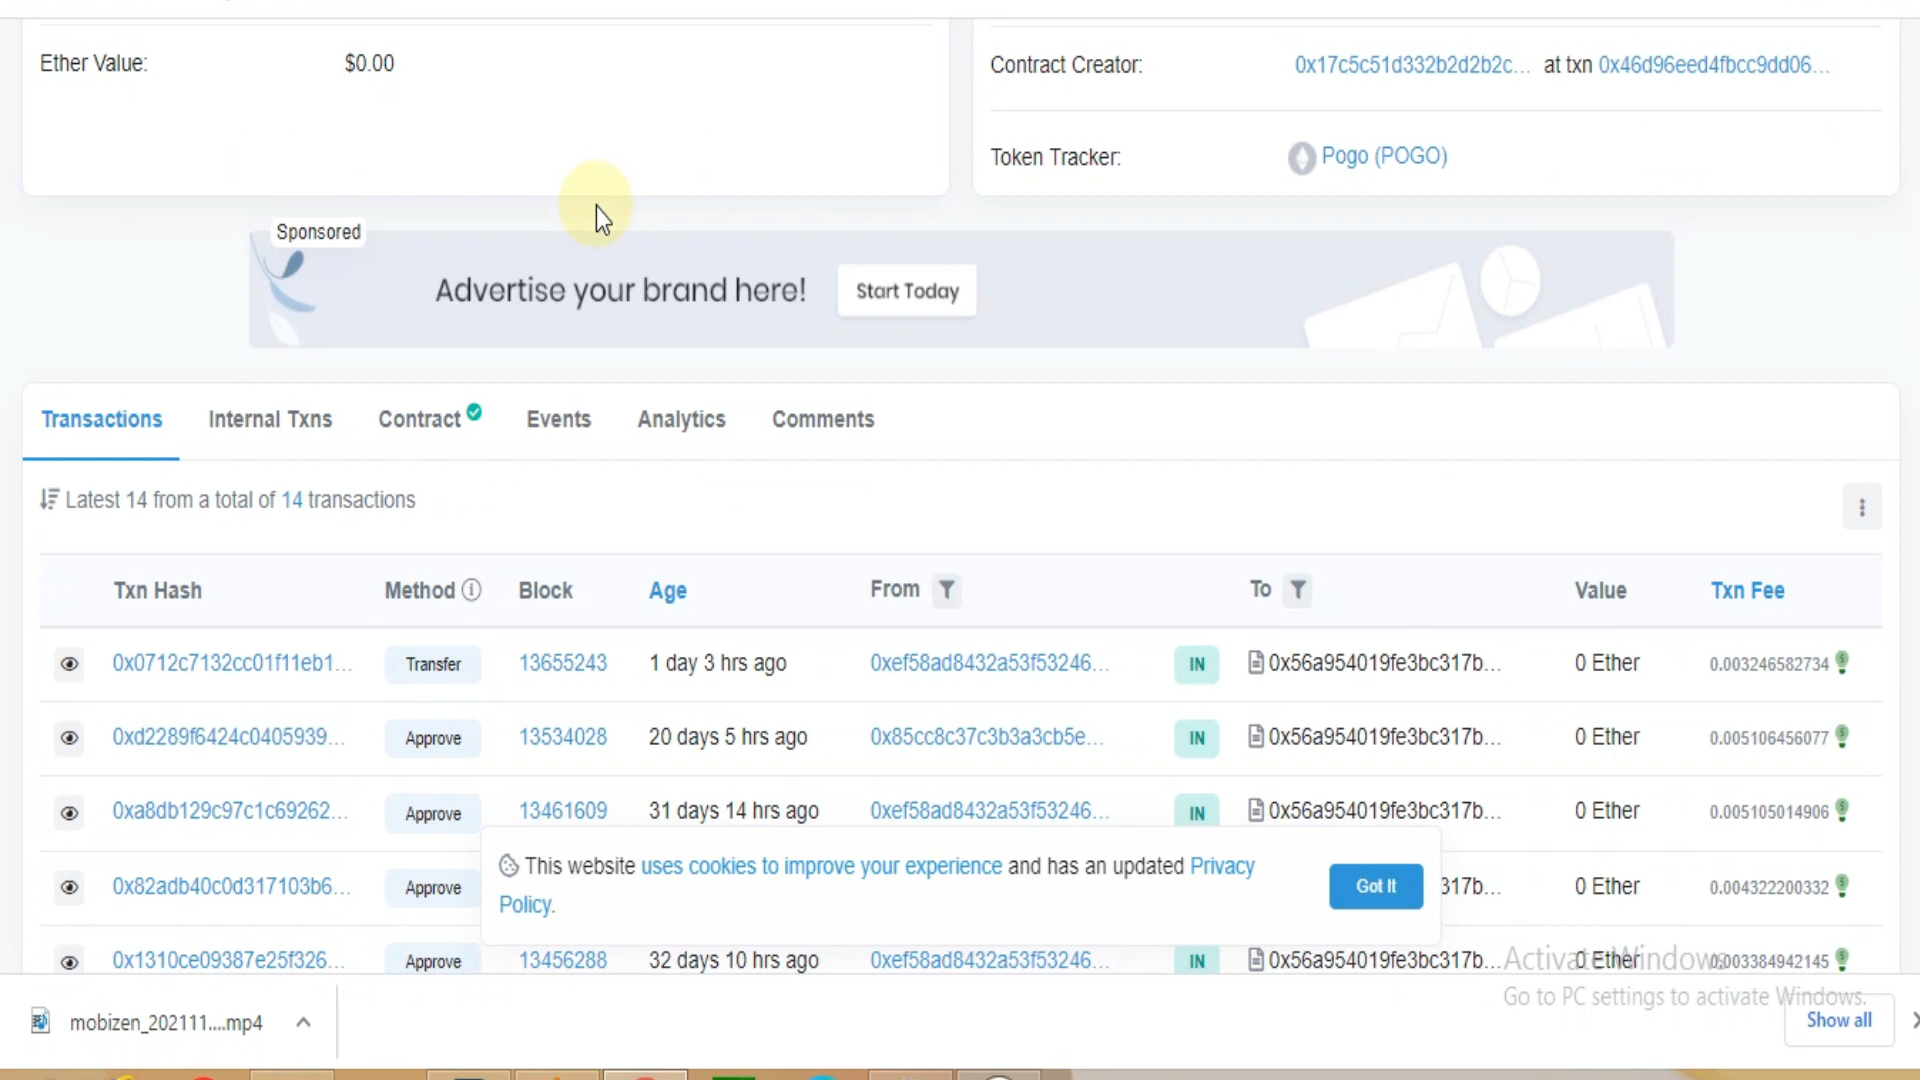 Ether Value: $0.00
Contract Creator: 0x17c5c51d332b2d2b2c... at txn 0x46d96eed4fbcc9dd06...
Token Tracker: Pogo (POGO)
Sponsored
Advertise your brand here! Start Today
Transactions Internal Txns Contract Events Analytics Comments
Latest 14 from a total of 14 transactions
Txn Hash Method Block Age From To Value Txn Fee
0x0712c7132cc01f11eb1... Transfer 13655243 1 day 3 hrs ago 0xef58ad8432a53f53246... IN 0x56a954019fe3bc317b... 0 Ether 0.003246582734
0xd2289f6424c0405939... Approve 13534028 20 days 5 hrs ago 0x85cc8c37c3b3a3cb5e... IN 0x56a954019fe3bc317b... 0 Ether 0.005106456077
0xa8db129c97c1c69262... Approve 13461609 31 days 14 hrs ago 0xef58ad8432a53f53246... IN 0x56a954019fe3bc317b... 0 Ether 0.005105014906
0x82adb40c0d317103b6... Approve 317b... 0 Ether 0.004322200332
This website uses cookies to improve your experience and has an updated Privacy
Policy.
Got It
0x1310ce09387e25f326... Approve 13456288 32 days 10 hrs ago 0xef58ad8432a53f53246... IN 0x56a954019fe3bc317b... 0 Ether 0.003384942145
Activate Windows
Go to PC settings to activate Windows.
mobizen_202111....mp4 Show all